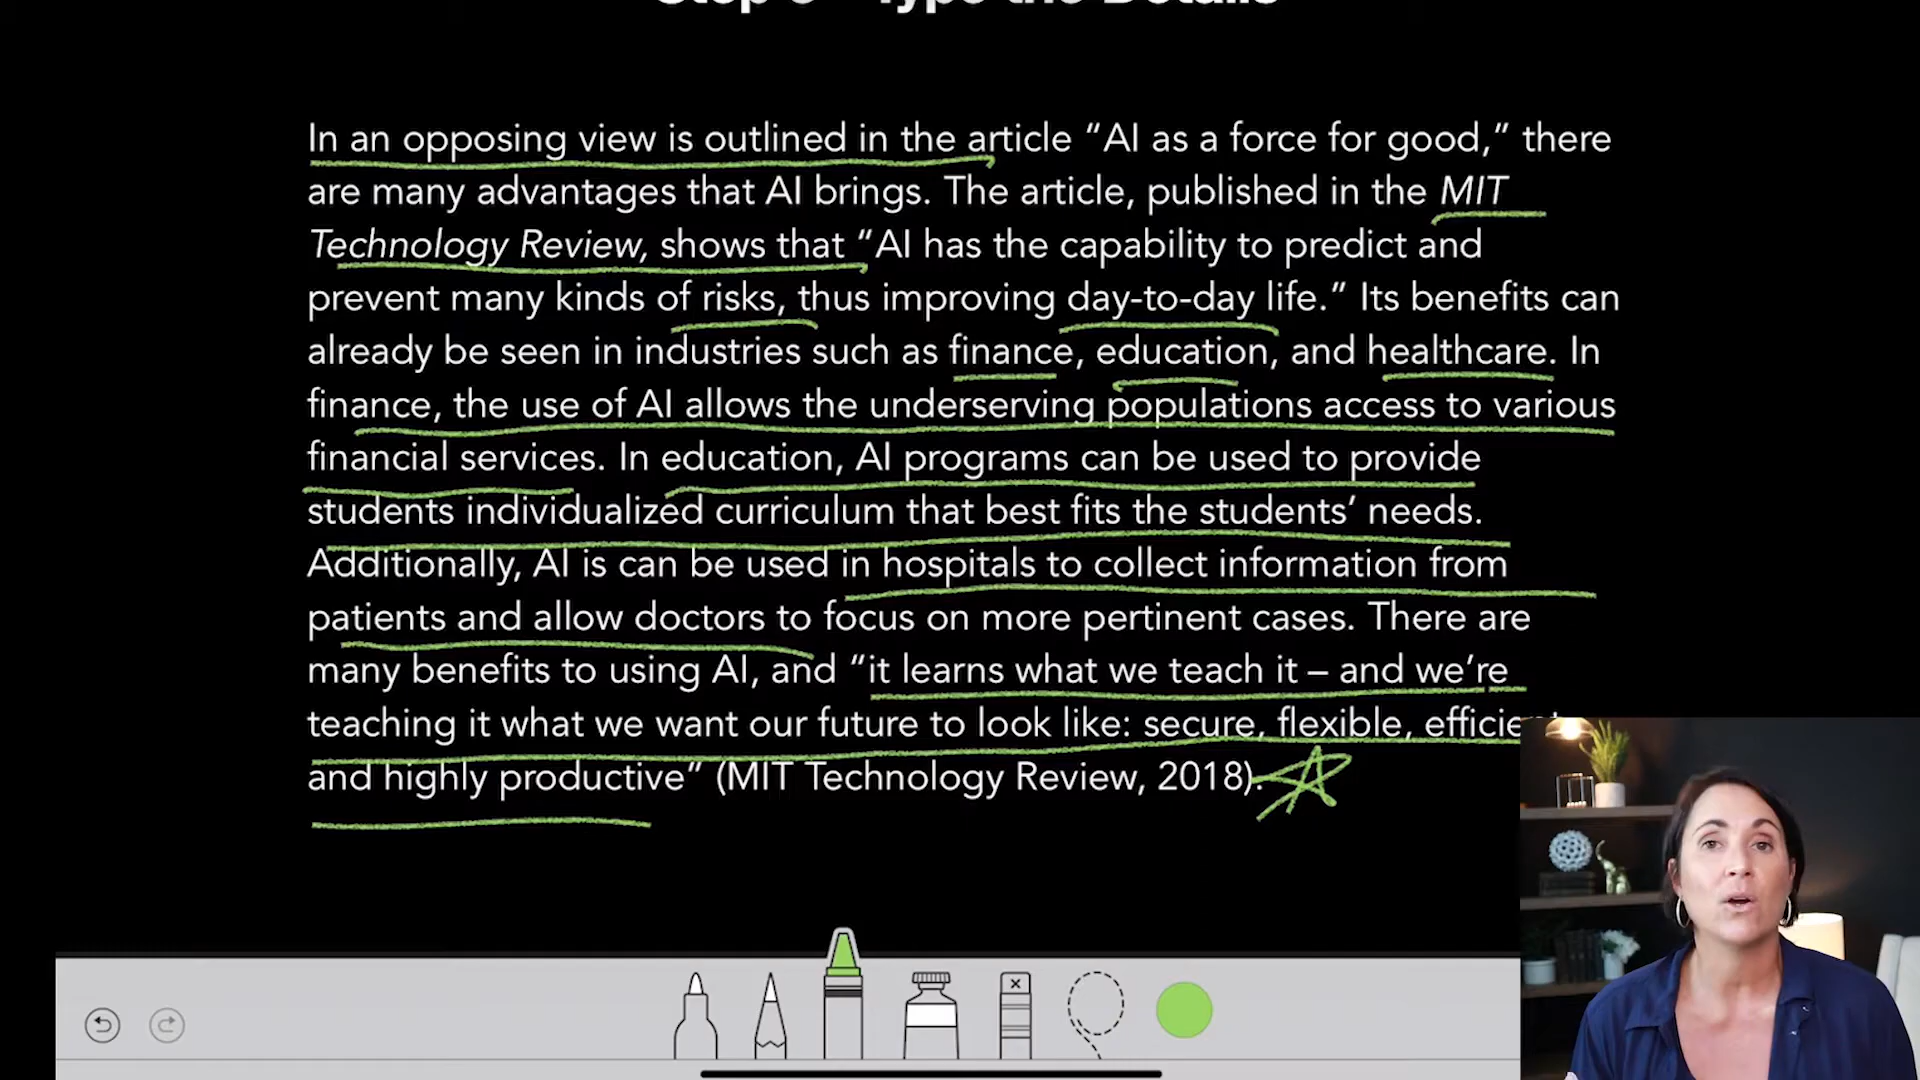 Step 3 - Type the Details
In an opposing view is outlined in the article “AI as a force for good,” there
are many advantages that AI brings. The article, published in the MIT
Technology Review, shows that “AI has the capability to predict and
prevent many kinds of risks, thus improving day-to-day life.” Its benefits can
already be seen in industries such as finance, education, and healthcare. In
finance, the use of AI allows the underserving populations access to various
financial services. In education, AI programs can be used to provide
students individualized curriculum that best fits the students’ needs.
Additionally, AI is can be used in hospitals to collect information from
patients and allow doctors to focus on more pertinent cases. There are
many benefits to using AI, and “it learns what we teach it – and we’re
teaching it what we want our future to look like: secure, flexible,
and highly productive” (MIT Technology Review, 2018).